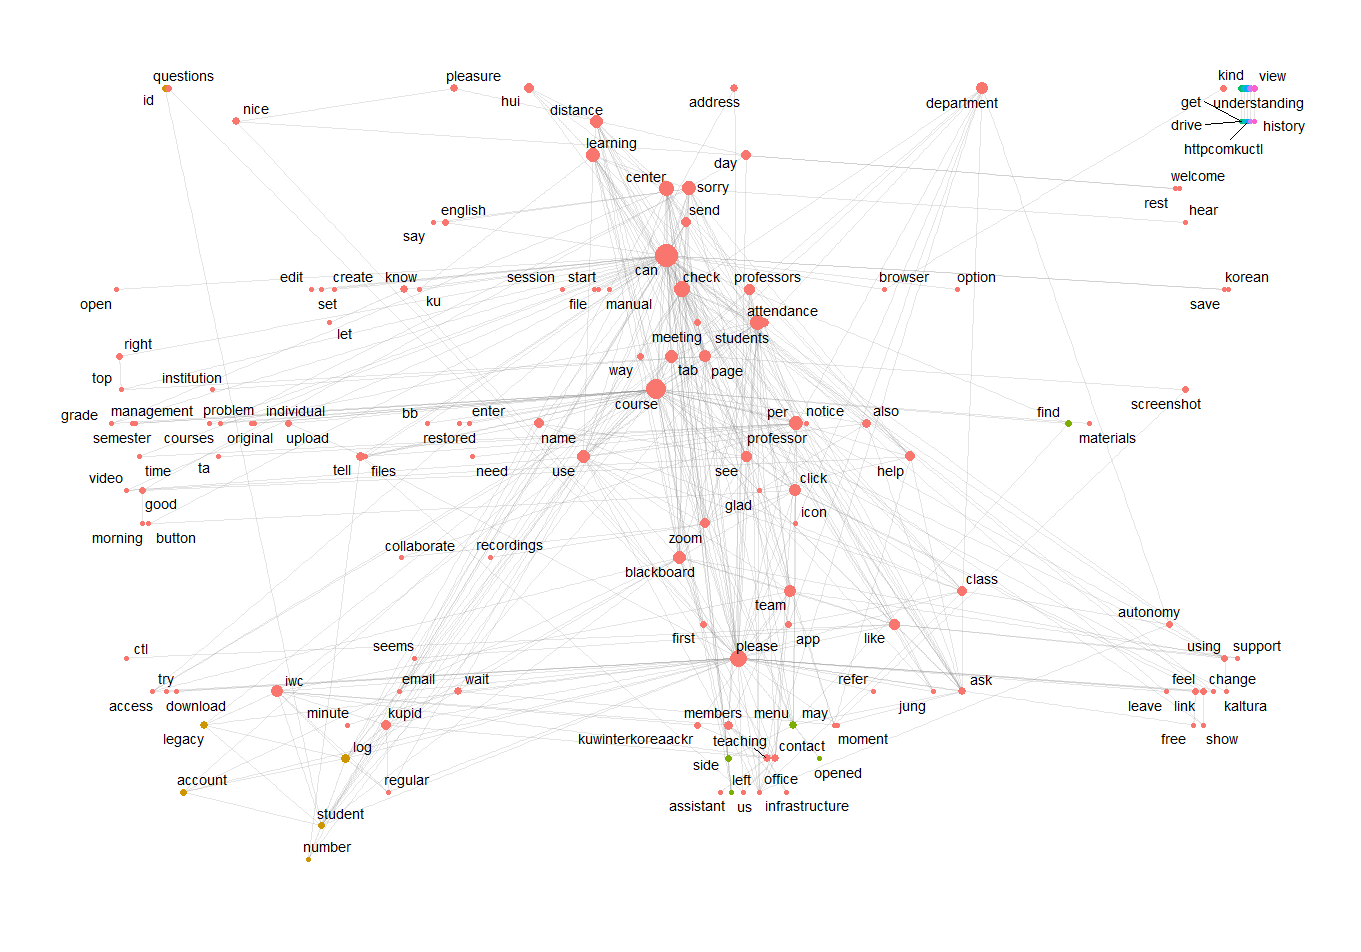 questions
pleasure
kind
view
id
nice
hui
distance
address
department
get
understanding
drive
history
learning
httpcomkuctl
day
center
sorry
welcome
rest
english
send
hear
say
can
edit
create
know
session
start
check
professors
browser
option
korean
open
set
ku
file
manual
save
let
attendance
right
meeting
students
top
institution
way
tab
page
grade
management
problem
individual
bb
enter
course
per
notice
also
find
screenshot
semester
courses
original
upload
restored
name
professor
materials
video
time
ta
tell
files
need
use
see
help
good
glad
click
icon
morning
button
collaborate
recordings
zoom
blackboard
class
team
autonomy
ctl
seems
first
please
app
like
using
support
try
iwc
email
wait
refer
ask
feel
change
access
download
minute
kupid
members
menu
may
jung
leave
link
kaltura
legacy
log
kuwinterkoreaackr
teaching
contact
moment
free
show
account
regular
side
left
office
opened
student
assistant
us
infrastructure
number